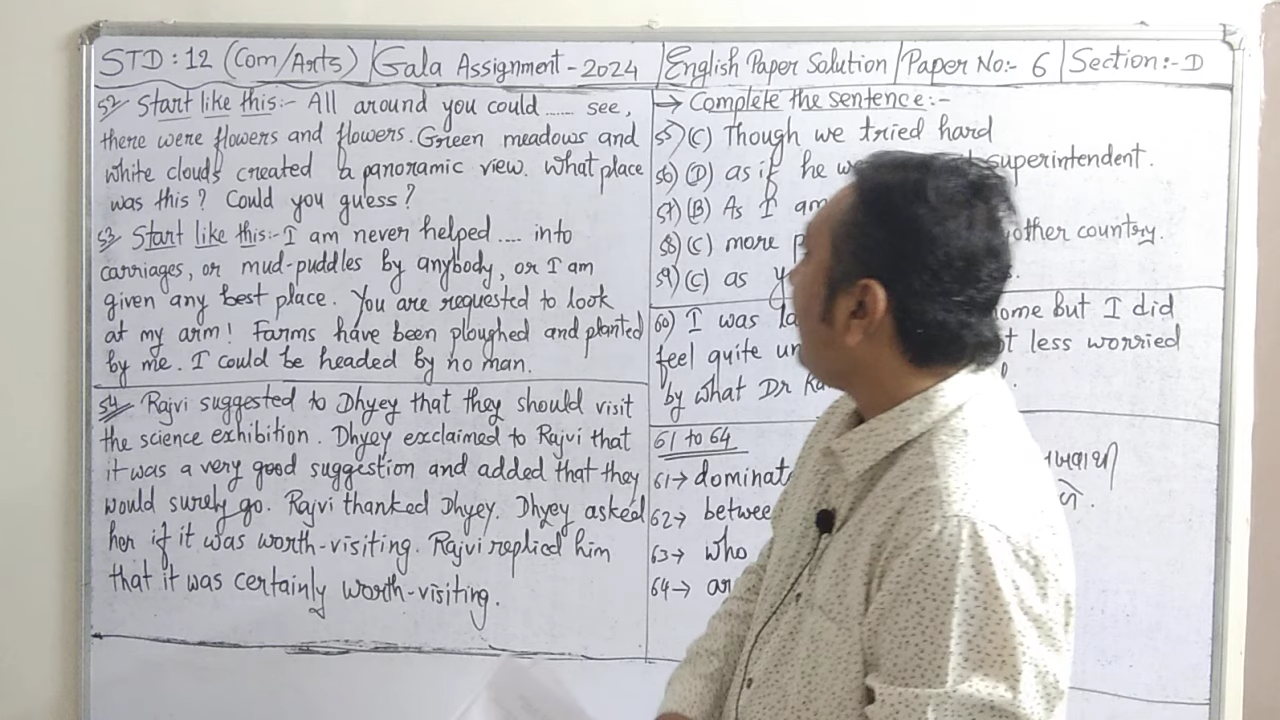 STD : 12 (Com/Arts) | Gala Assignment - 2024 | English Paper Solution | Paper No:- 6 | Section:- D
52) Start like this:- All around you could ...... see,
there were flowers and flowers. Green meadows and
white clouds created a panoramic view. What place
was this? Could you guess?
53) Start like this:- I am never helped .... into
carriages, or mud-puddles by anybody, or I am
given any best place. You are requested to look
at my arm! Farms have been ploughed and planted
by me. I could be headed by no man.
54) Rajvi suggested to Dhyey that they should visit
the science exhibition. Dhyey exclaimed to Rajvi that
it was a very good suggestion and added that they
would surely go. Rajvi thanked Dhyey. Dhyey asked
her if it was worth-visiting. Rajvi replied him
that it was certainly worth-visiting.
→ Complete the sentence:-
55) (C) Though we tried hard
56) (D) as if he superintendent.
57) (B) As I am
58) (C) more other country.
59) (C) as
60) I was home but I did
feel quite less worried
by what Dr
61 to 64
61→
62→
63→ who
64→